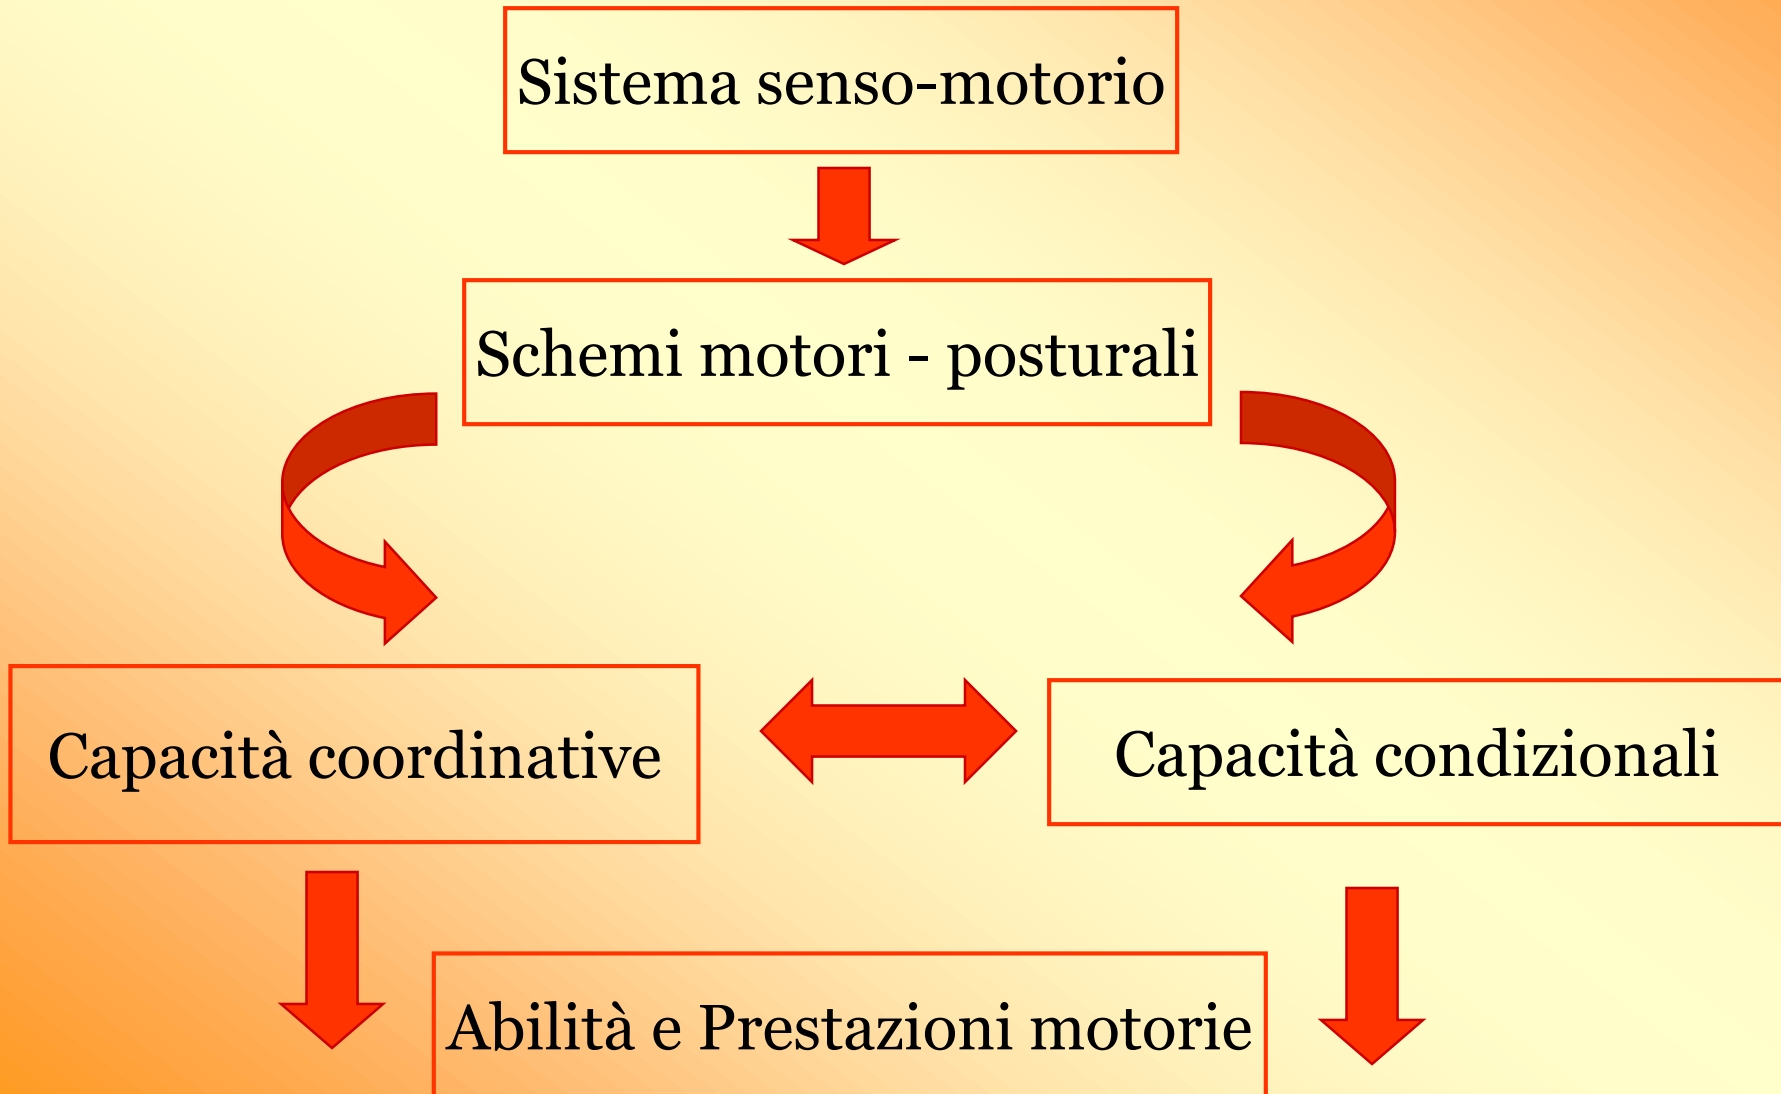 Sistema senso-motorio
Schemi motori - posturali
Capacità coordinative
Capacità condizionali
Abilità e Prestazioni motorie